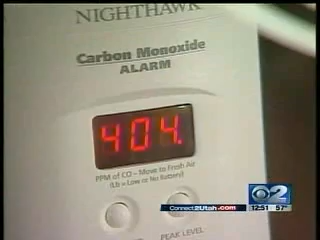 NIGHTHAWK
Carbon Monoxide
ALARM
404.
PPM of CO - Move to Fresh Air
(Lb = Low or No Battery)
PEAK LEVEL
2
Connect2Utah.com
12:51 57°